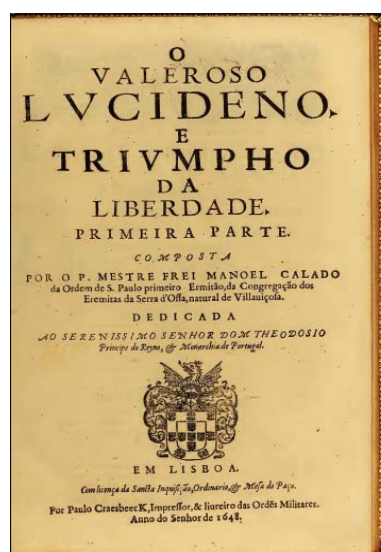 O
VALEROSO
LVCIDENO.
E
TRIVMPHO
DA
LIBERDADE.
PRIMEIRA PARTE.
COMPOSTA
POR O P. MESTRE FREI MANOEL CALADO
da Ordem de S. Paulo primeiro Ermitão, da Congregação dos
Eremitas da Serra d'Ossa, natural de Villauiçosa.
DEDICADA
AO SERENISSIMO SENHOR DOM THEODOSIO
Principe do Reyno, & Monarchia de Portugal.
EM LISBOA.
Com licença da Sancta Inquisição, Ordinario, & Mesa do Paço.
Por Paulo CraesbeecK, Impressor, & liureiro das Ordẽs Militares.
Anno do Senhor de 1648.